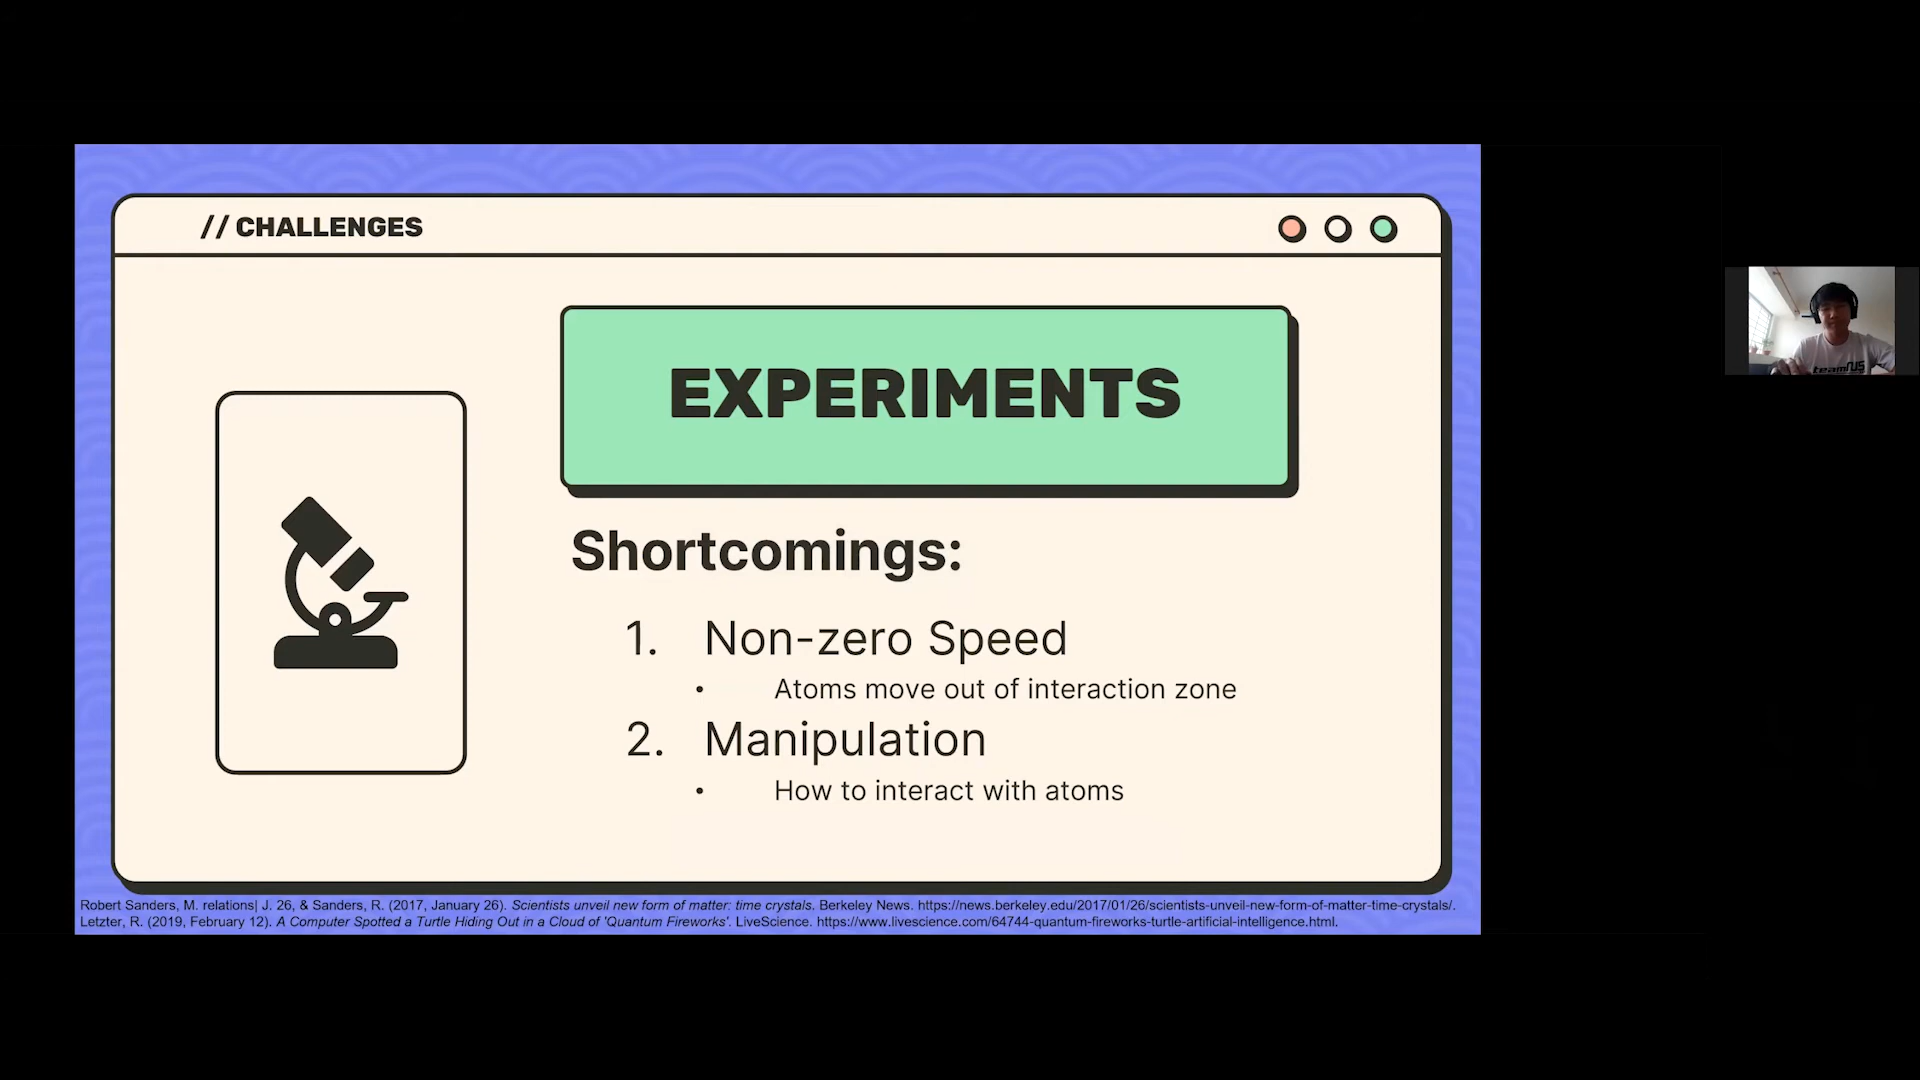 // CHALLENGES
EXPERIMENTS
Shortcomings:
1. Non-zero Speed
• Atoms move out of interaction zone
2. Manipulation
• How to interact with atoms
Robert Sanders, M. relations| J. 26, & Sanders, R. (2017, January 26). Scientists unveil new form of matter: time crystals. Berkeley News. https://news.berkeley.edu/2017/01/26/scientists-unveil-new-form-of-matter-time-crystals/.
Letzter, R. (2019, February 12). A Computer Spotted a Turtle Hiding Out in a Cloud of 'Quantum Fireworks'. LiveScience. https://www.livescience.com/64744-quantum-fireworks-turtle-artificial-intelligence.html.
teamNUS